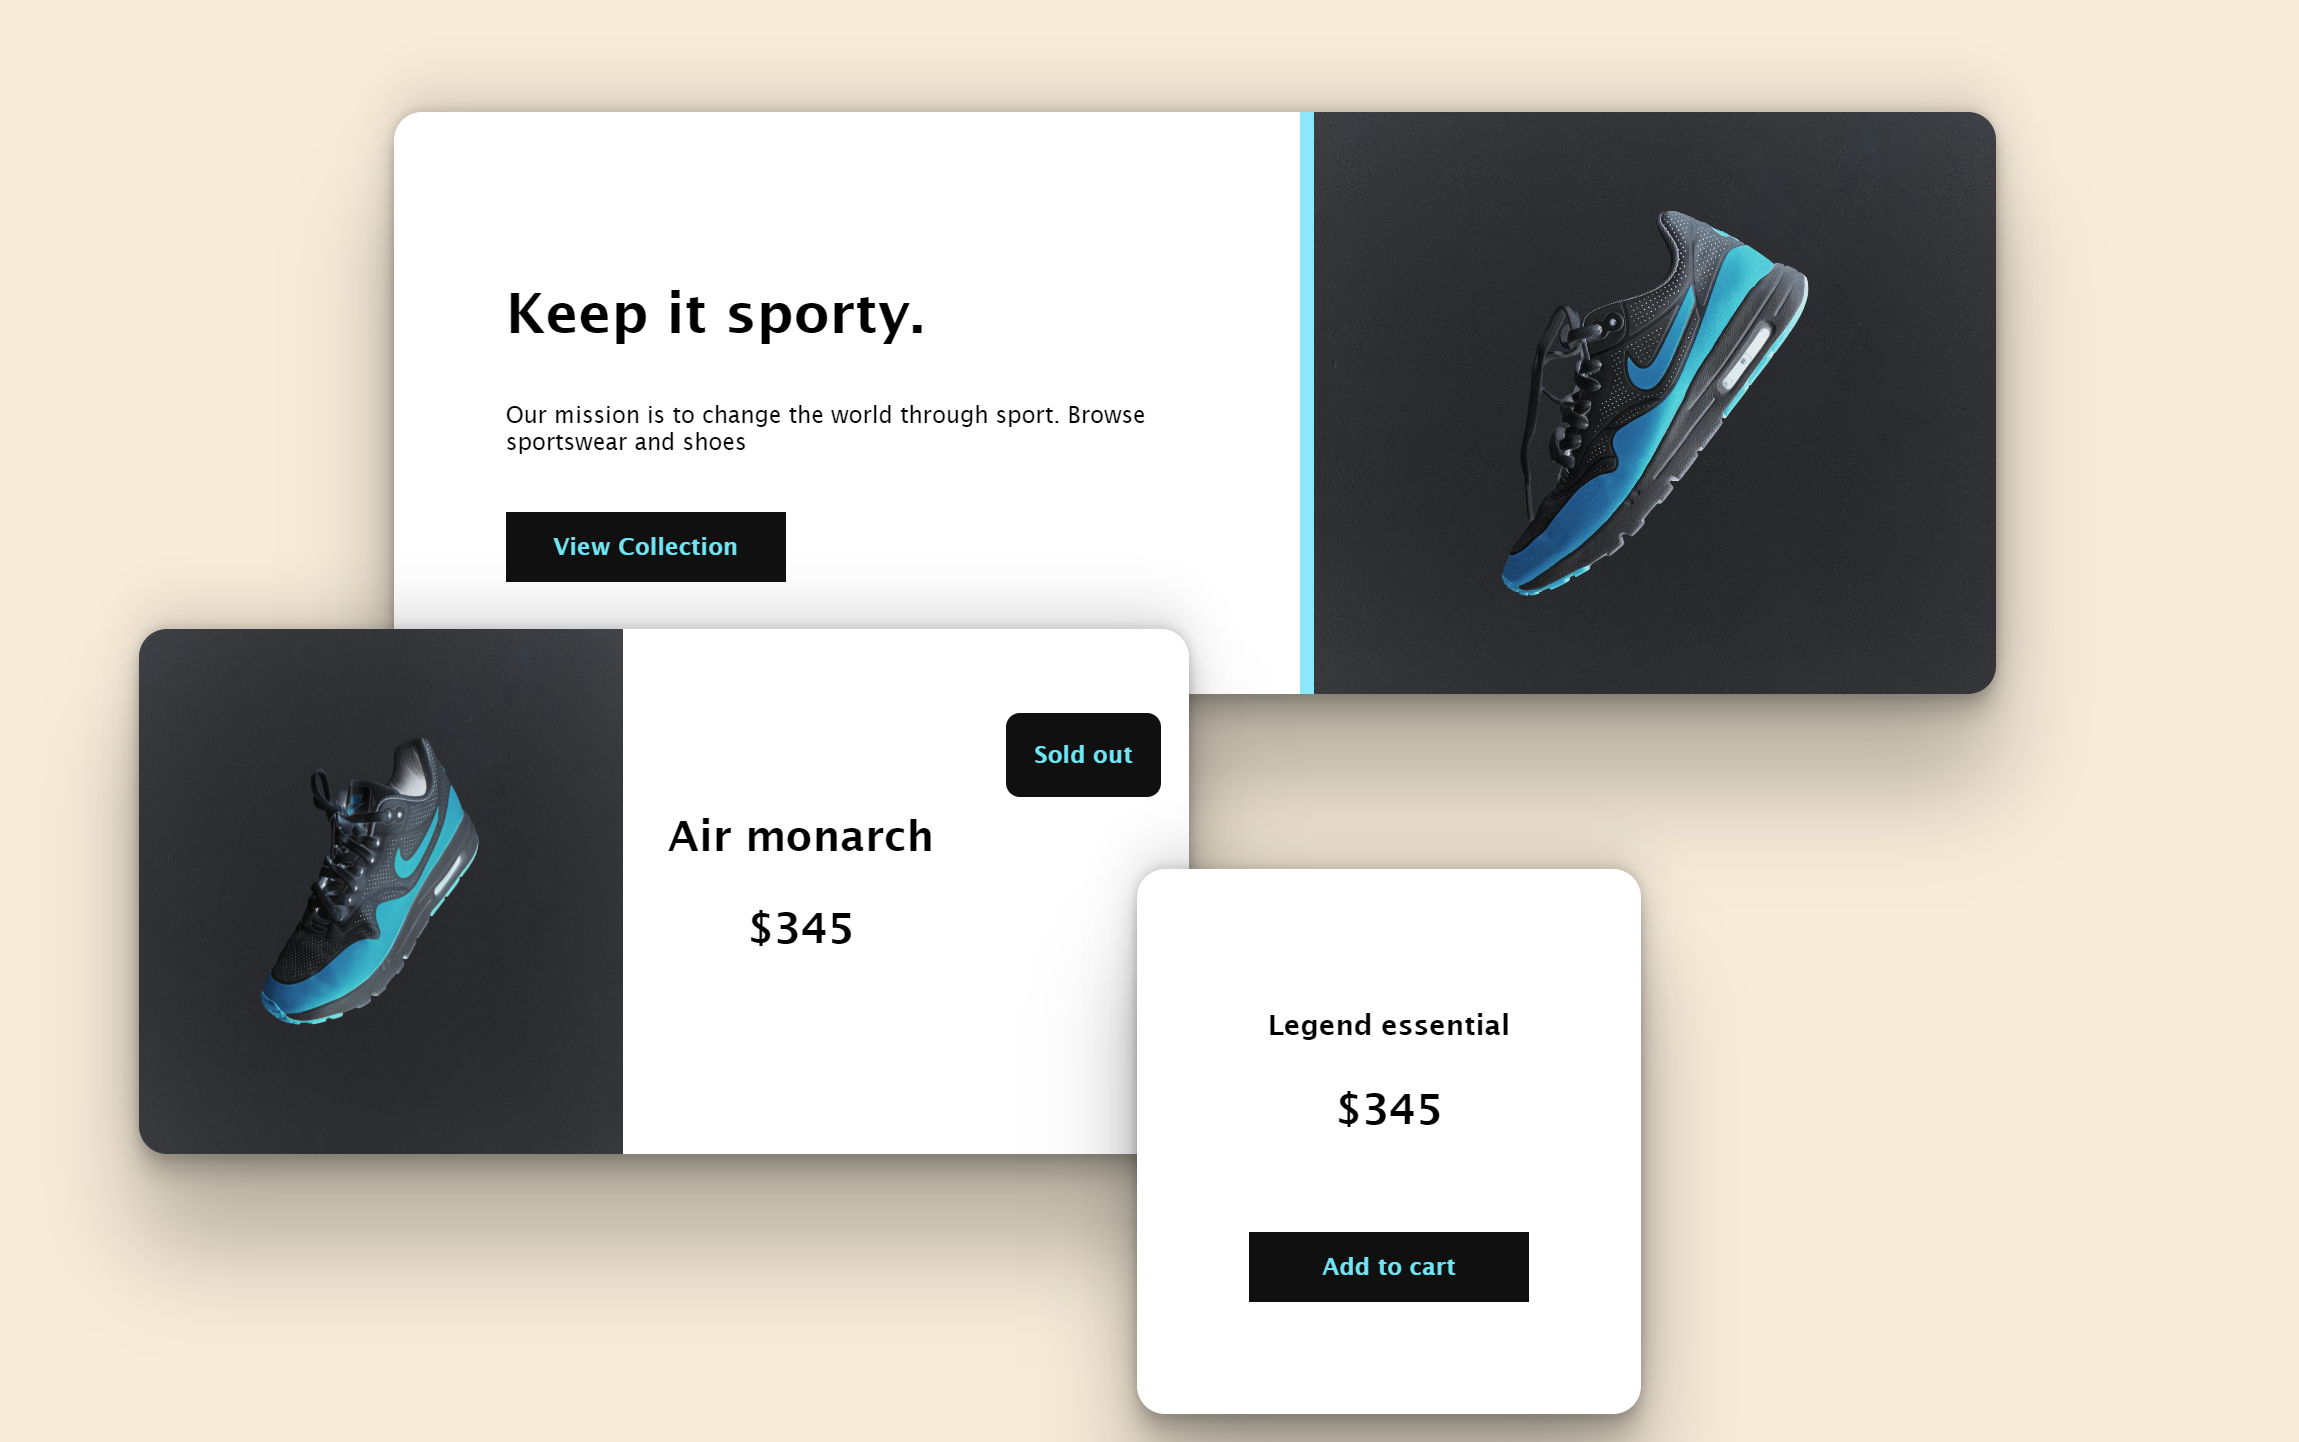 Keep it sporty.
Our mission is to change the world through sport. Browse
sportswear and shoes
View Collection
Sold out
Air monarch
$345
Legend essential
$345
Add to cart